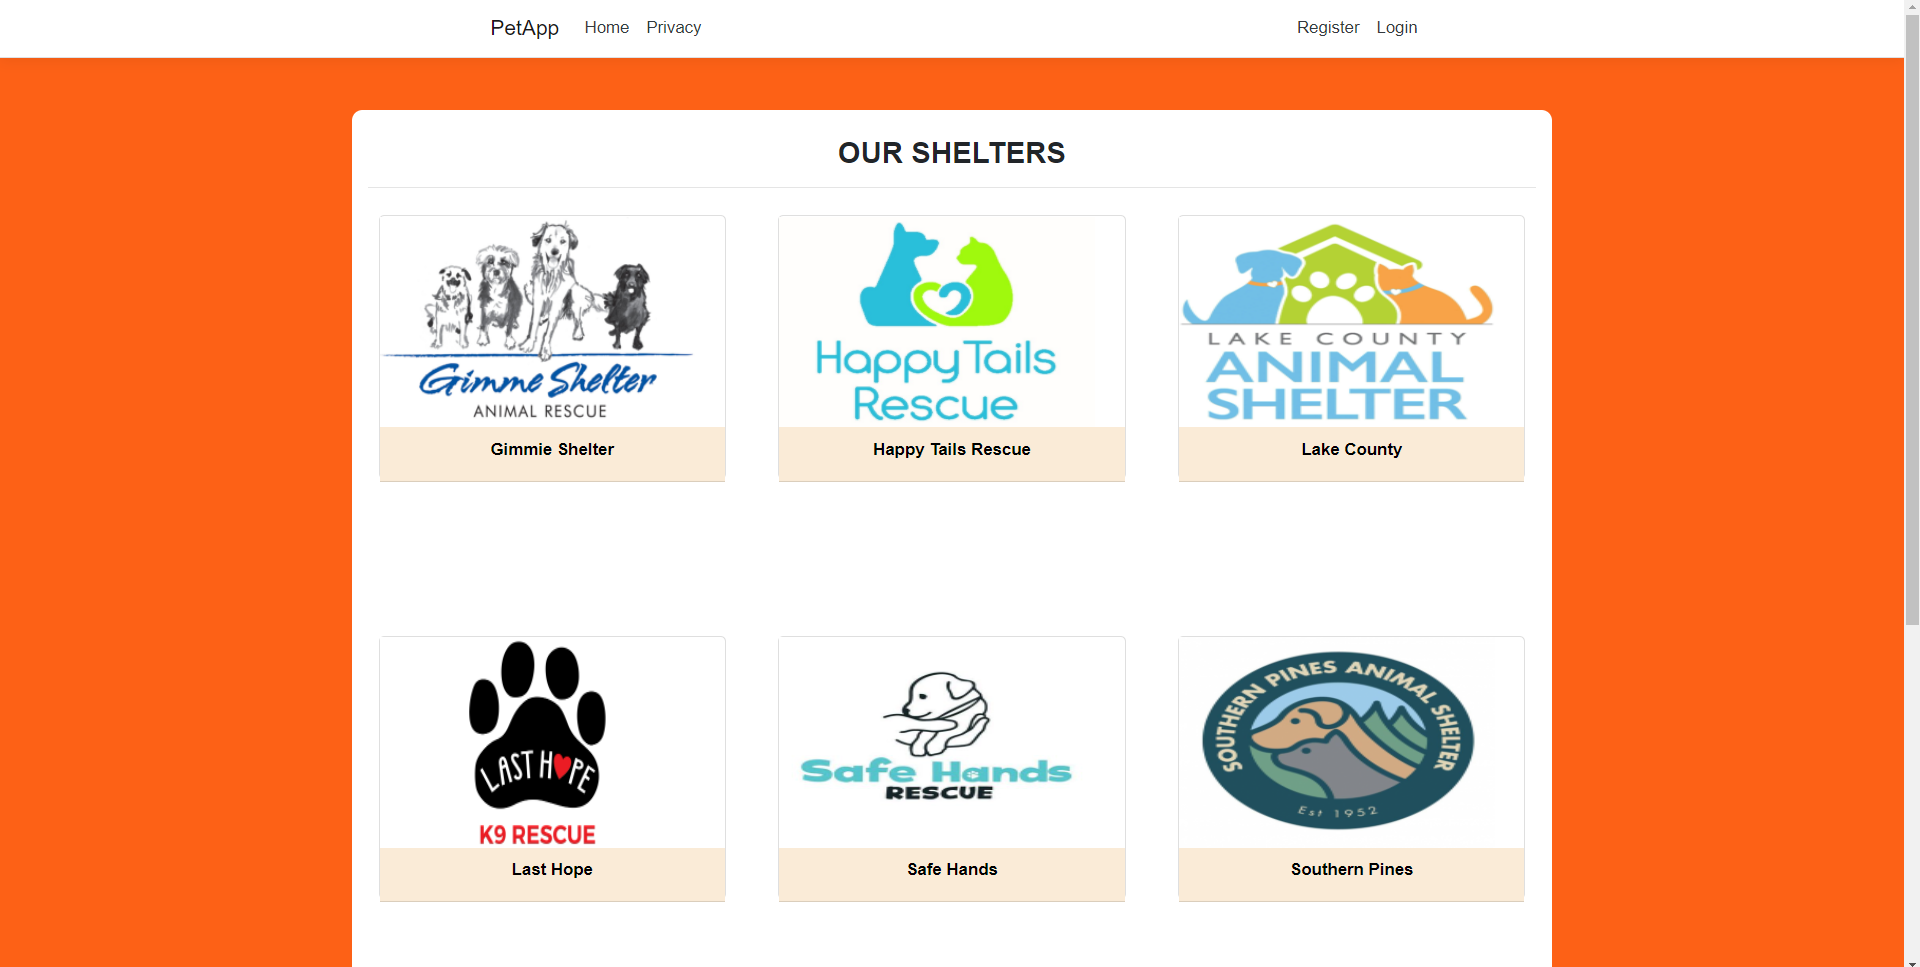 PetApp Home Privacy Register Login
OUR SHELTERS
Gimme Shelter
ANIMAL RESCUE
Gimmie Shelter
Happy Tails
Rescue
Happy Tails Rescue
LAKE COUNTY
ANIMAL
SHELTER
Lake County
LAST HOPE
K9 RESCUE
Last Hope
Safe Hands
RESCUE
Safe Hands
SOUTHERN PINES ANIMAL SHELTER
Est 1952
Southern Pines